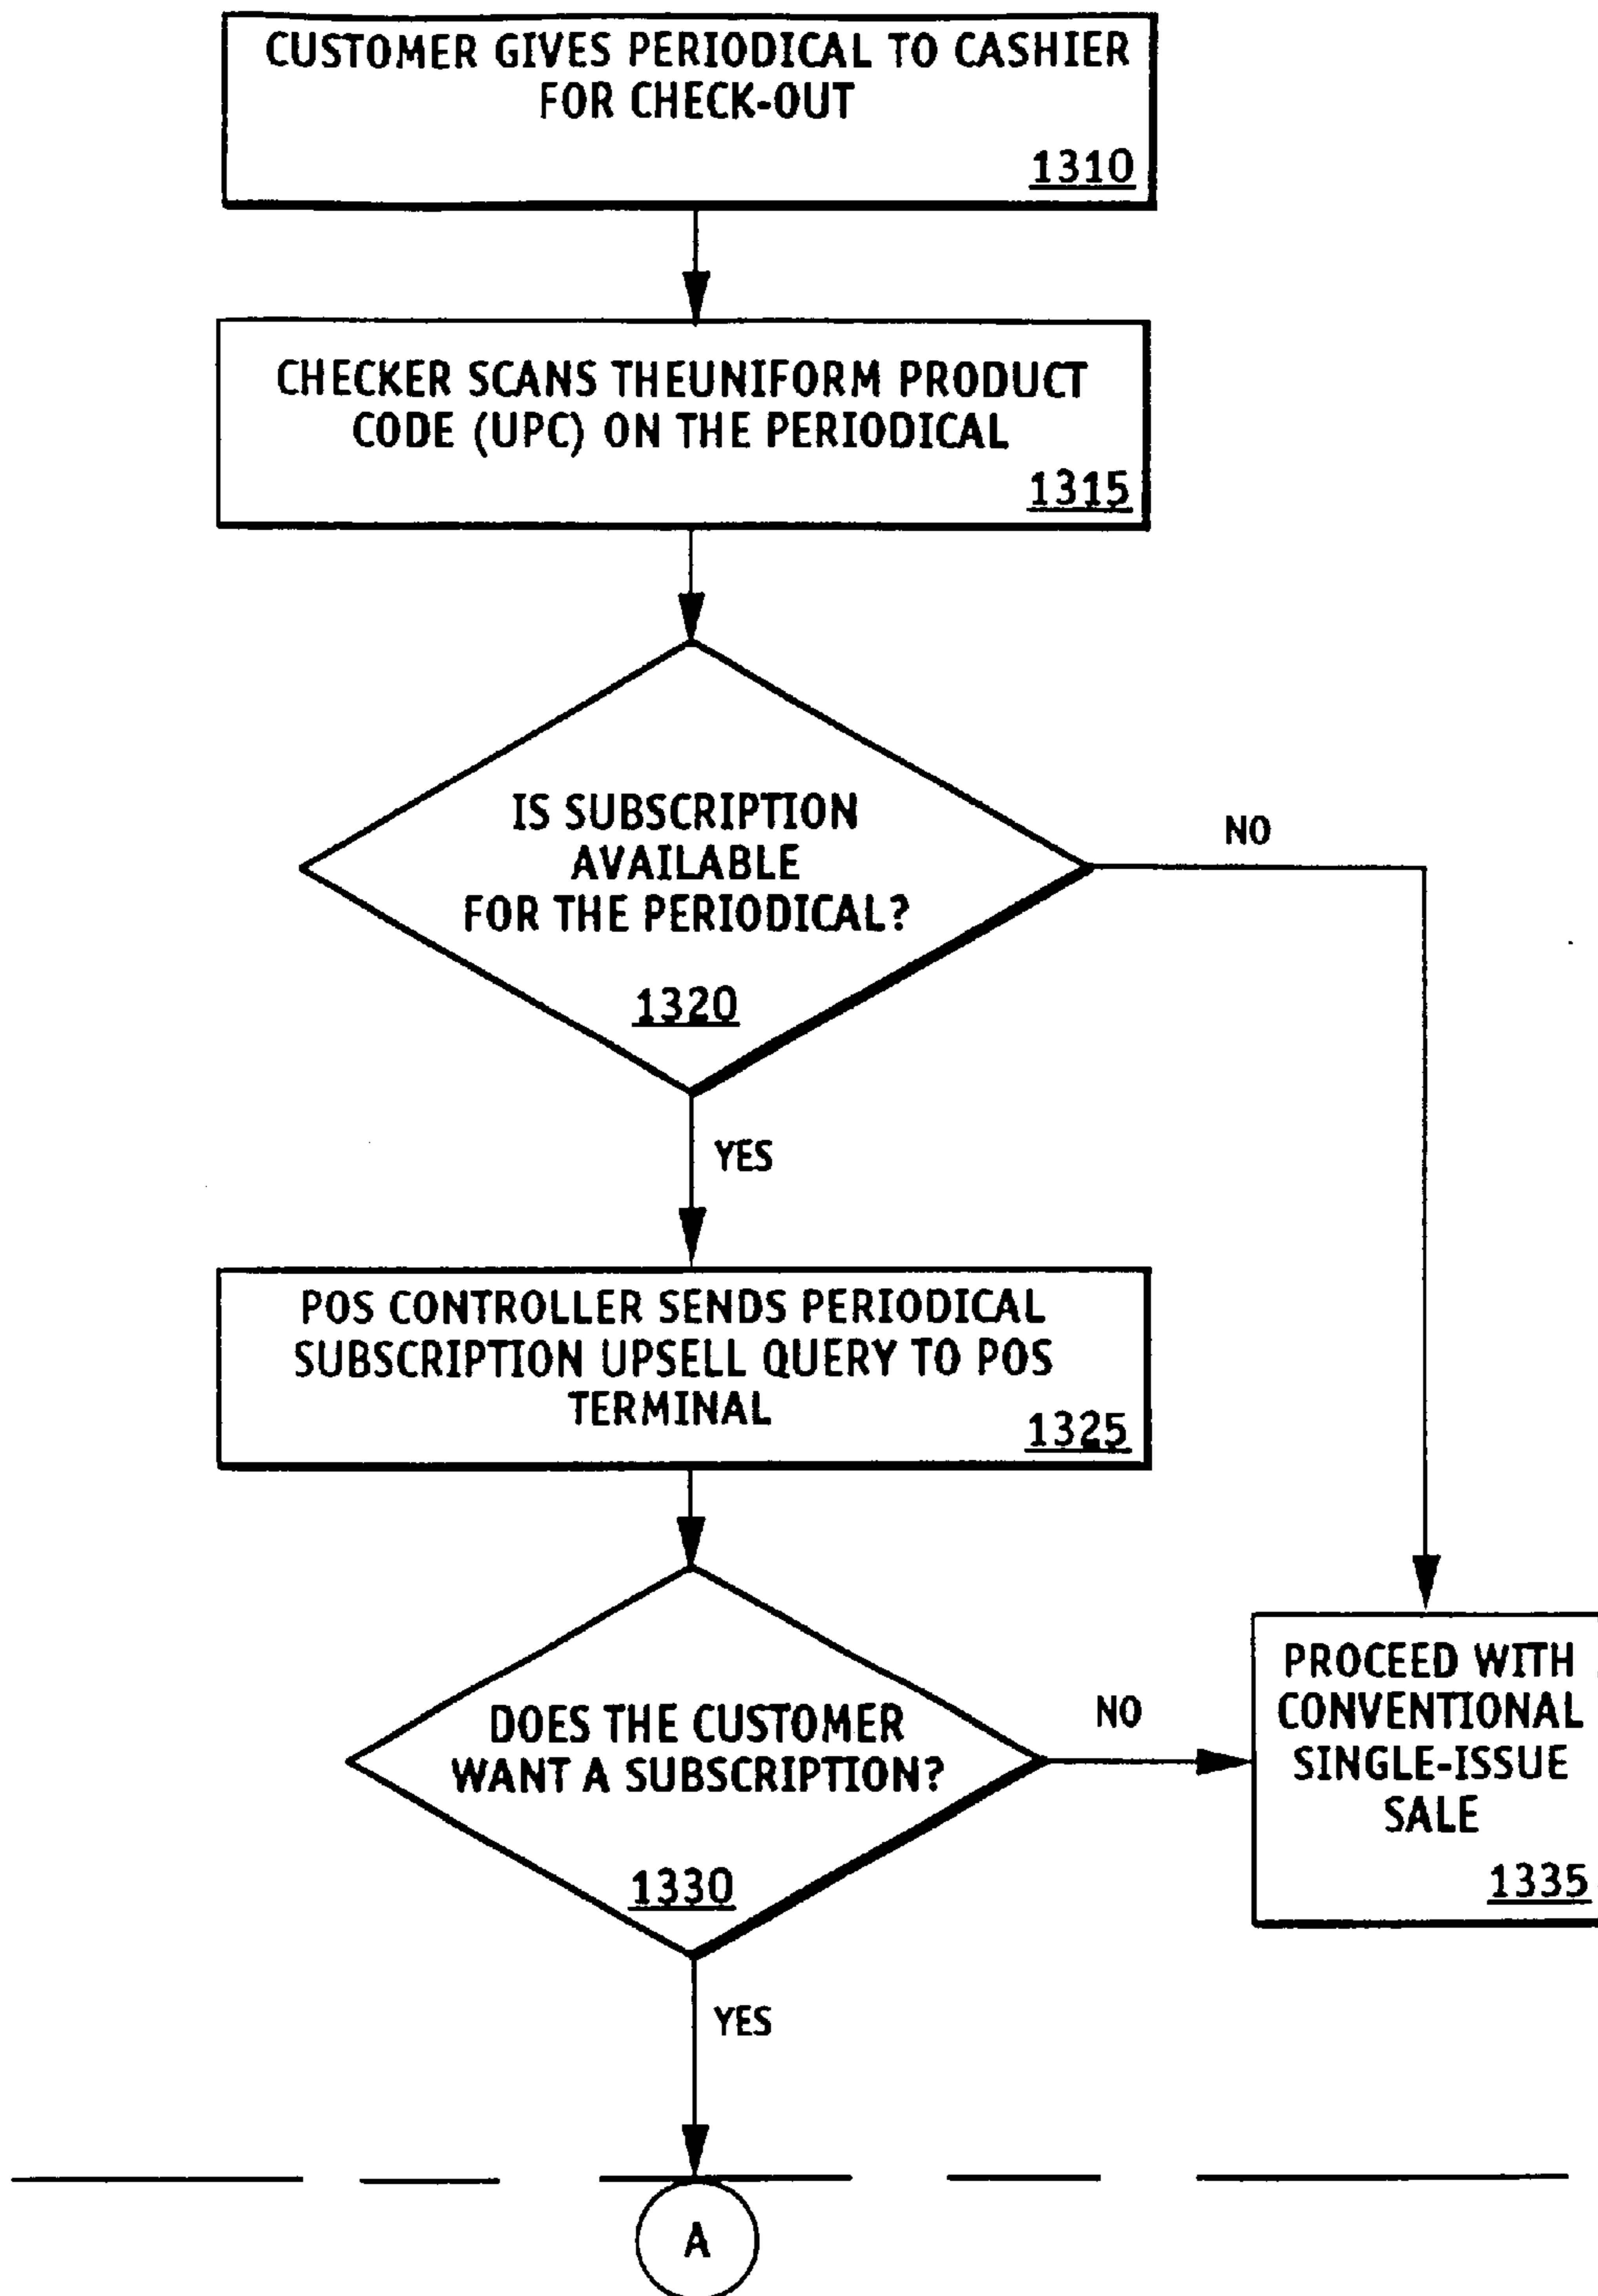 CUSTOMER GIVES PERIODICAL TO CASHIER
FOR CHECK-OUT
1310
CHECKER SCANS THEUNIFORM PRODUCT
CODE (UPC) ON THE PERIODICAL
1315
IS SUBSCRIPTION
AVAILABLE
FOR THE PERIODICAL?
1320
NO
YES
POS CONTROLLER SENDS PERIODICAL
SUBSCRIPTION UPSELL QUERY TO POS
TERMINAL
1325
DOES THE CUSTOMER
WANT A SUBSCRIPTION?
1330
NO
PROCEED WITH
CONVENTIONAL
SINGLE-ISSUE
SALE
1335
YES
A